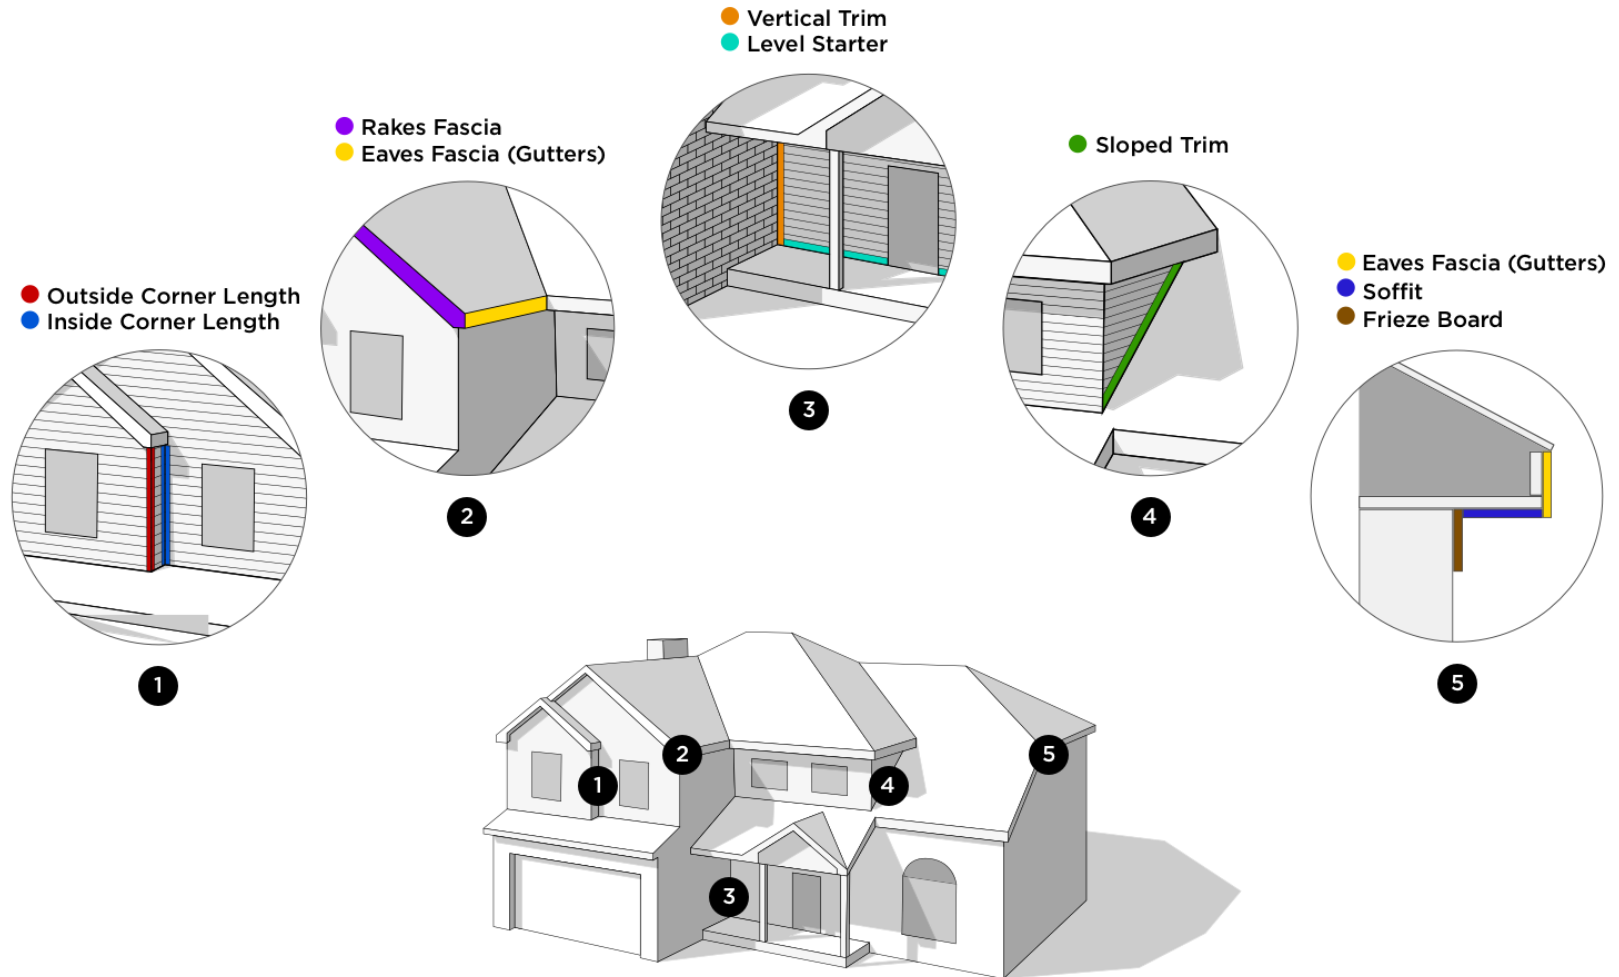 Vertical Trim
Level Starter
Rakes Fascia
Eaves Fascia (Gutters)
Sloped Trim
Eaves Fascia (Gutters)
Soffit
Frieze Board
Outside Corner Length
Inside Corner Length
3
2
4
1
5
2
5
1
4
3